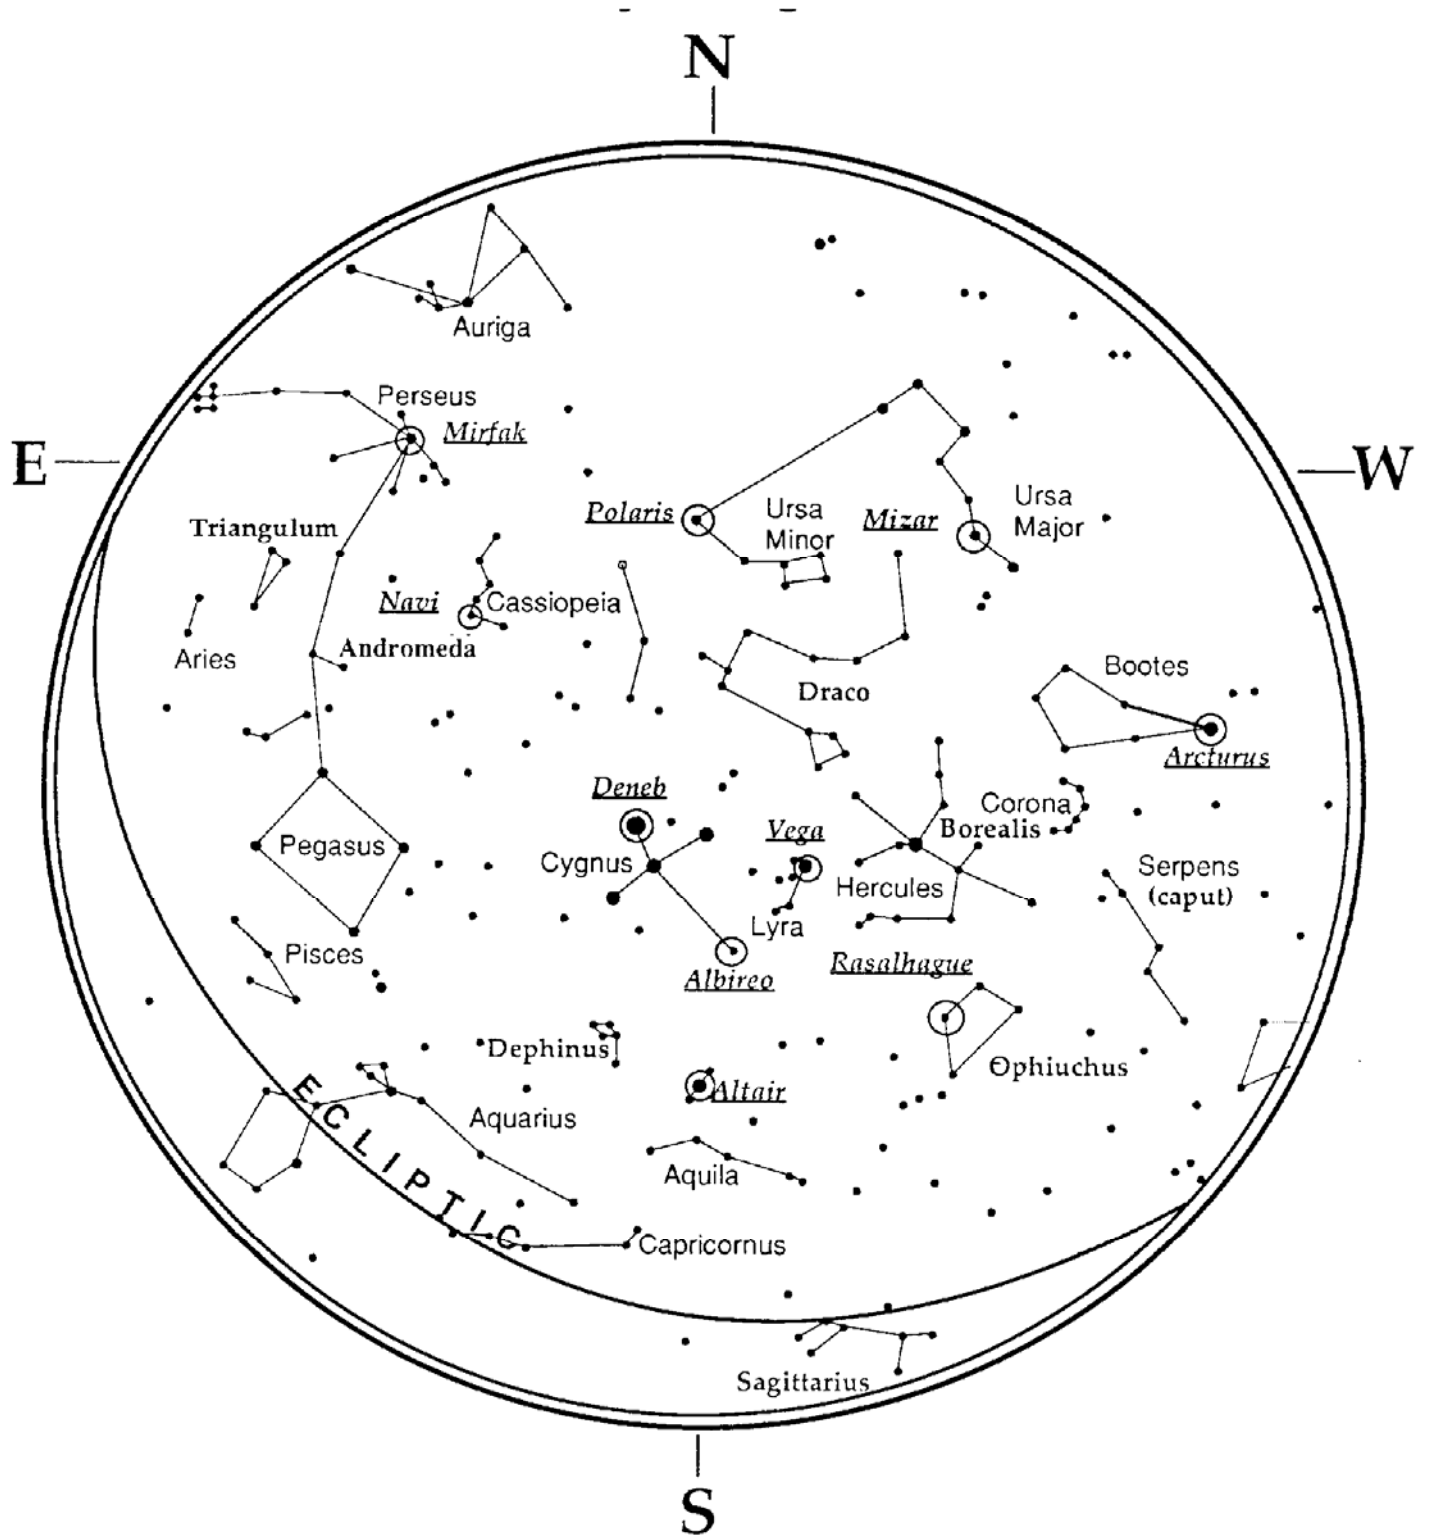 N
Auriga
Perseus
Mirfak
E
W
Triangulum
Polaris
Ursa
Minor
Mizar
Ursa
Major
Navi
Cassiopeia
Andromeda
Aries
Draco
Bootes
Arcturus
Deneb
Vega
Corona
Borealis
Pegasus
Cygnus
Hercules
Serpens
(caput)
Lyra
Pisces
Albireo
Rasalhague
Dephinus
Ophiuchus
Altair
ECLIPTIC
Aquarius
Aquila
Capricornus
Sagittarius
S